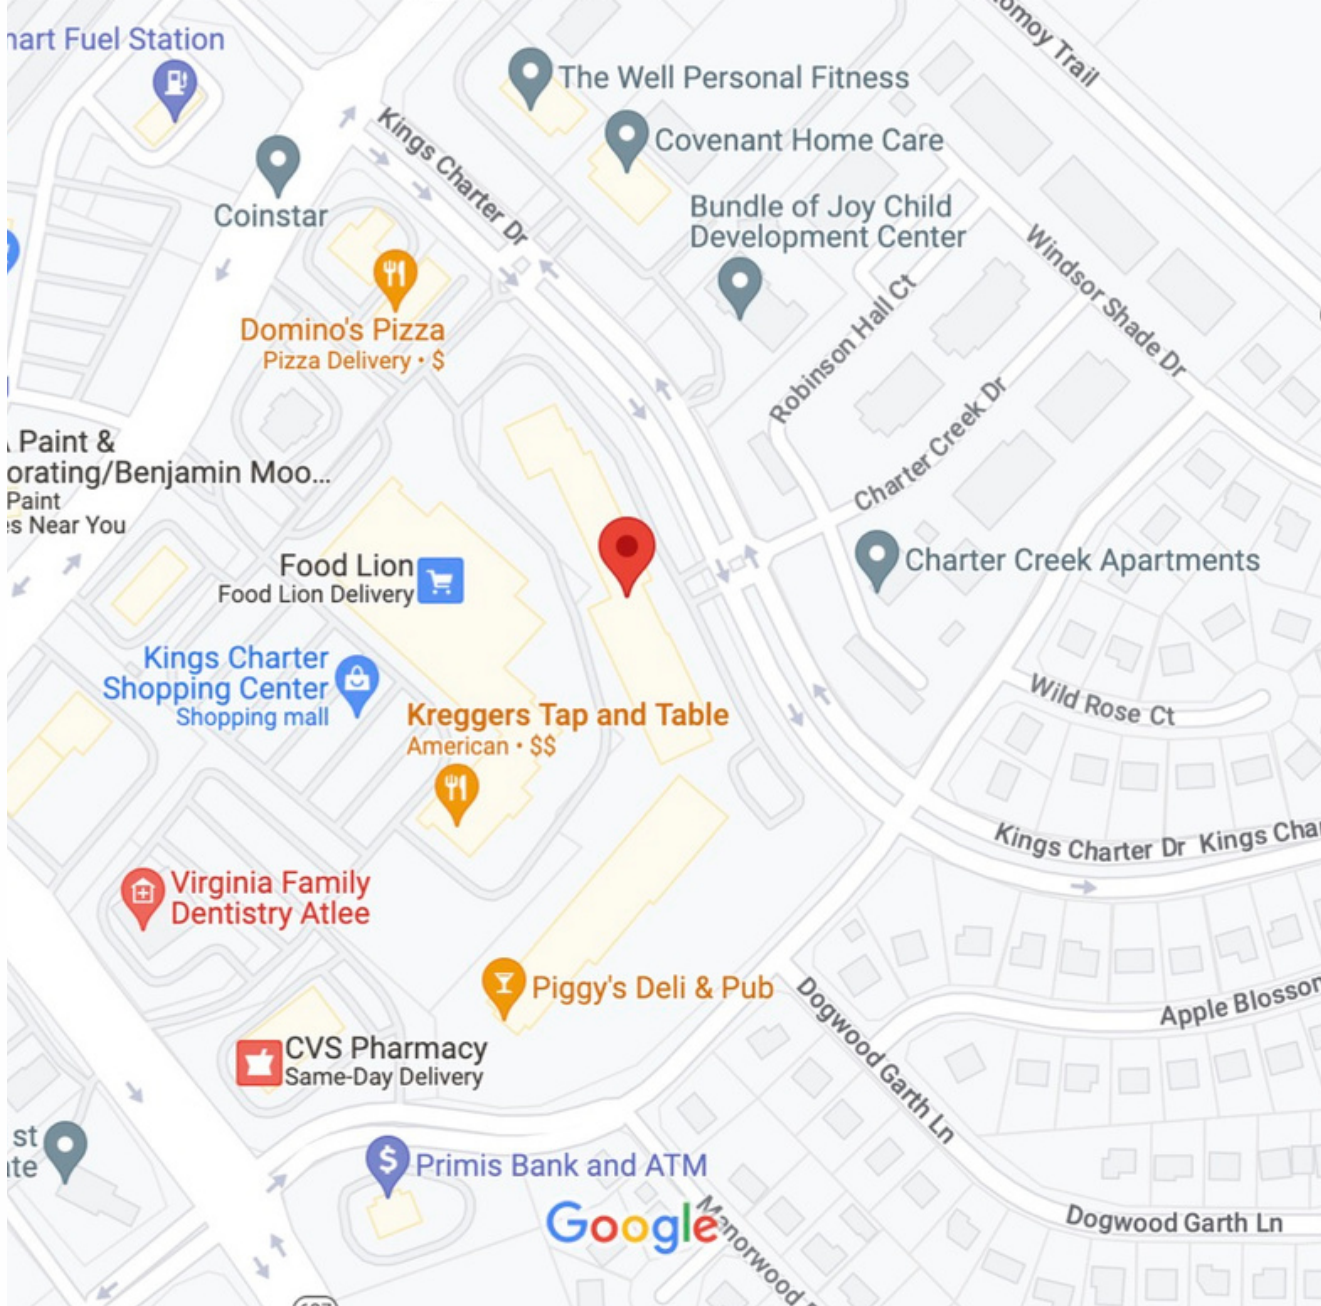 mart Fuel Station
omoy Trail
The Well Personal Fitness
Kings Charter Dr
Covenant Home Care
Coinstar
Bundle of Joy Child
Development Center
Windsor Shade Dr
Robinson Hall Ct
Domino's Pizza
Pizza Delivery • $
Charter Creek Dr
Paint &
orating/Benjamin Moo...
Paint
es Near You
Food Lion
Food Lion Delivery
Charter Creek Apartments
Kings Charter
Shopping Center
Shopping mall
Wild Rose Ct
Kreggers Tap and Table
American • $$
Kings Charter Dr
Kings Cha
Virginia Family
Dentistry Atlee
Piggy's Deli & Pub
Dogwood Garth Ln
Apple Blossom
CVS Pharmacy
Same-Day Delivery
st
te
$
Primis Bank and ATM
Google
Manorwood
Dogwood Garth Ln